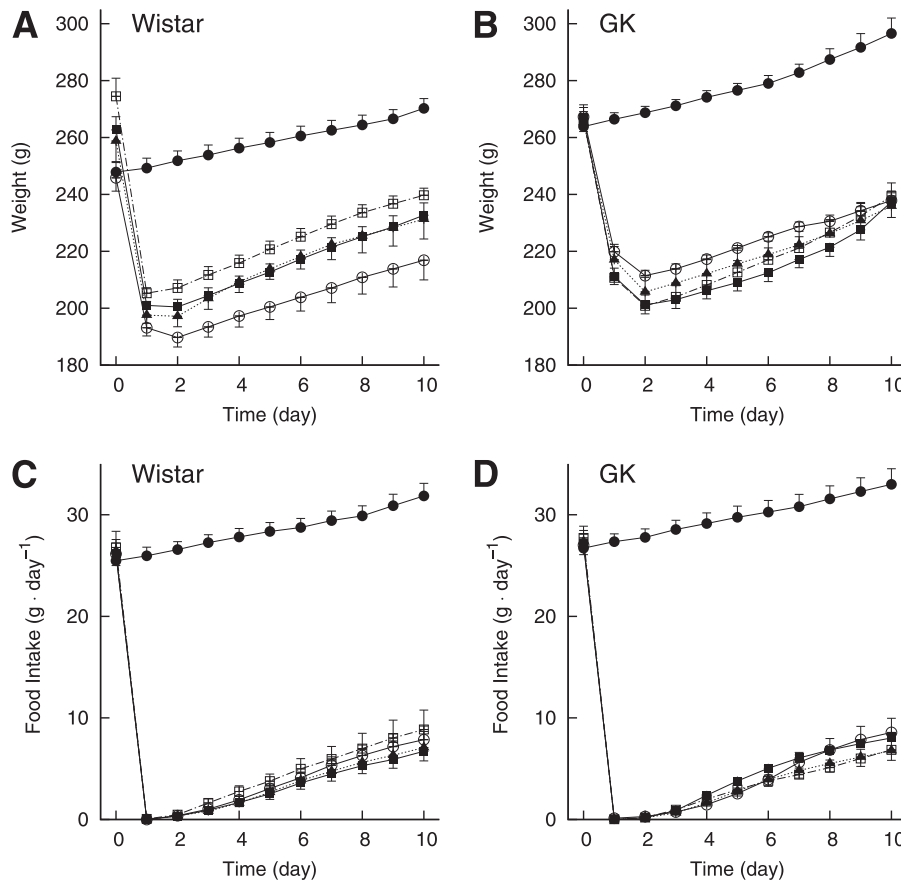 A Wistar
300
280
260
240
220
200
180
Weight (g)
0 2 4 6 8 10
Time (day)
B GK
300
280
260
240
220
200
180
Weight (g)
0 2 4 6 8 10
Time (day)
C Wistar
30
20
10
0
Food Intake (g · day⁻¹)
0 2 4 6 8 10
Time (day)
D GK
30
20
10
0
Food Intake (g · day⁻¹)
0 2 4 6 8 10
Time (day)